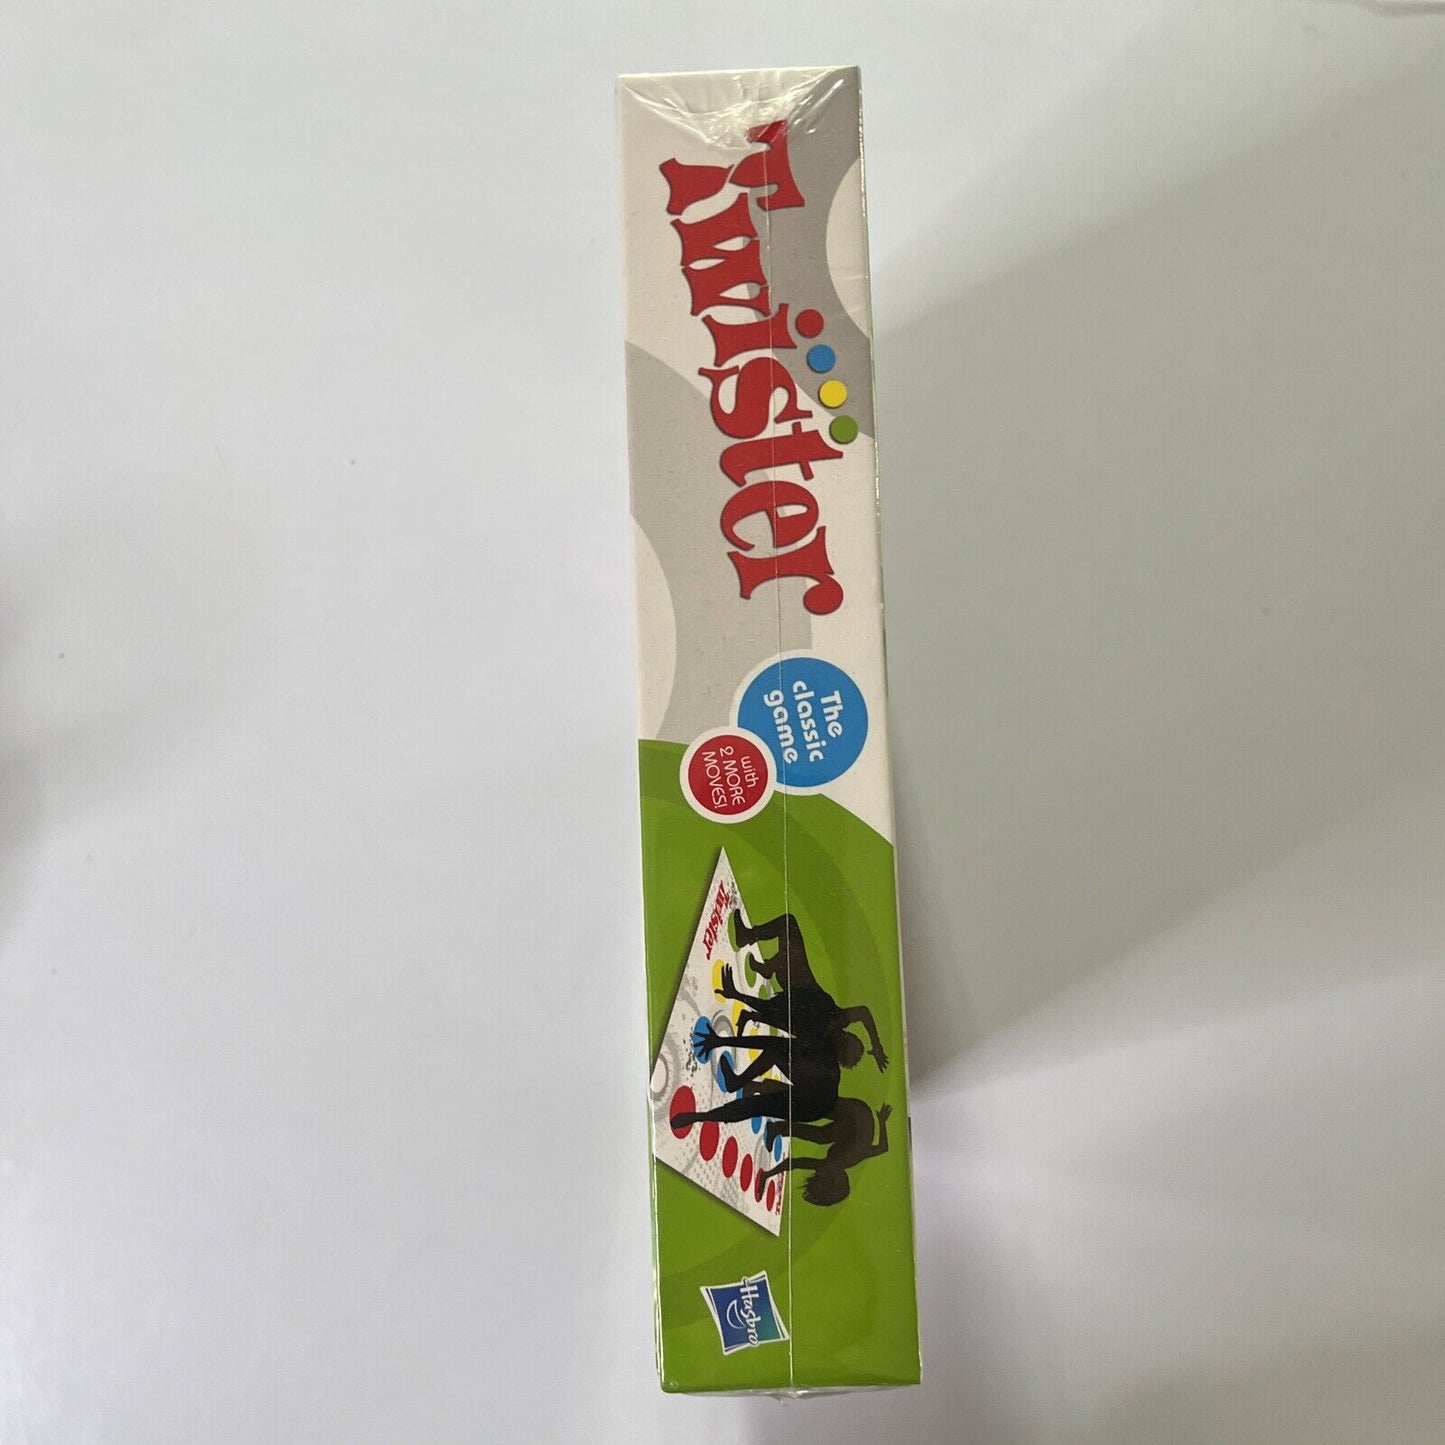 Twister
The
classic
game
with
2 MORE
MOVES!
Twister
Hasbro